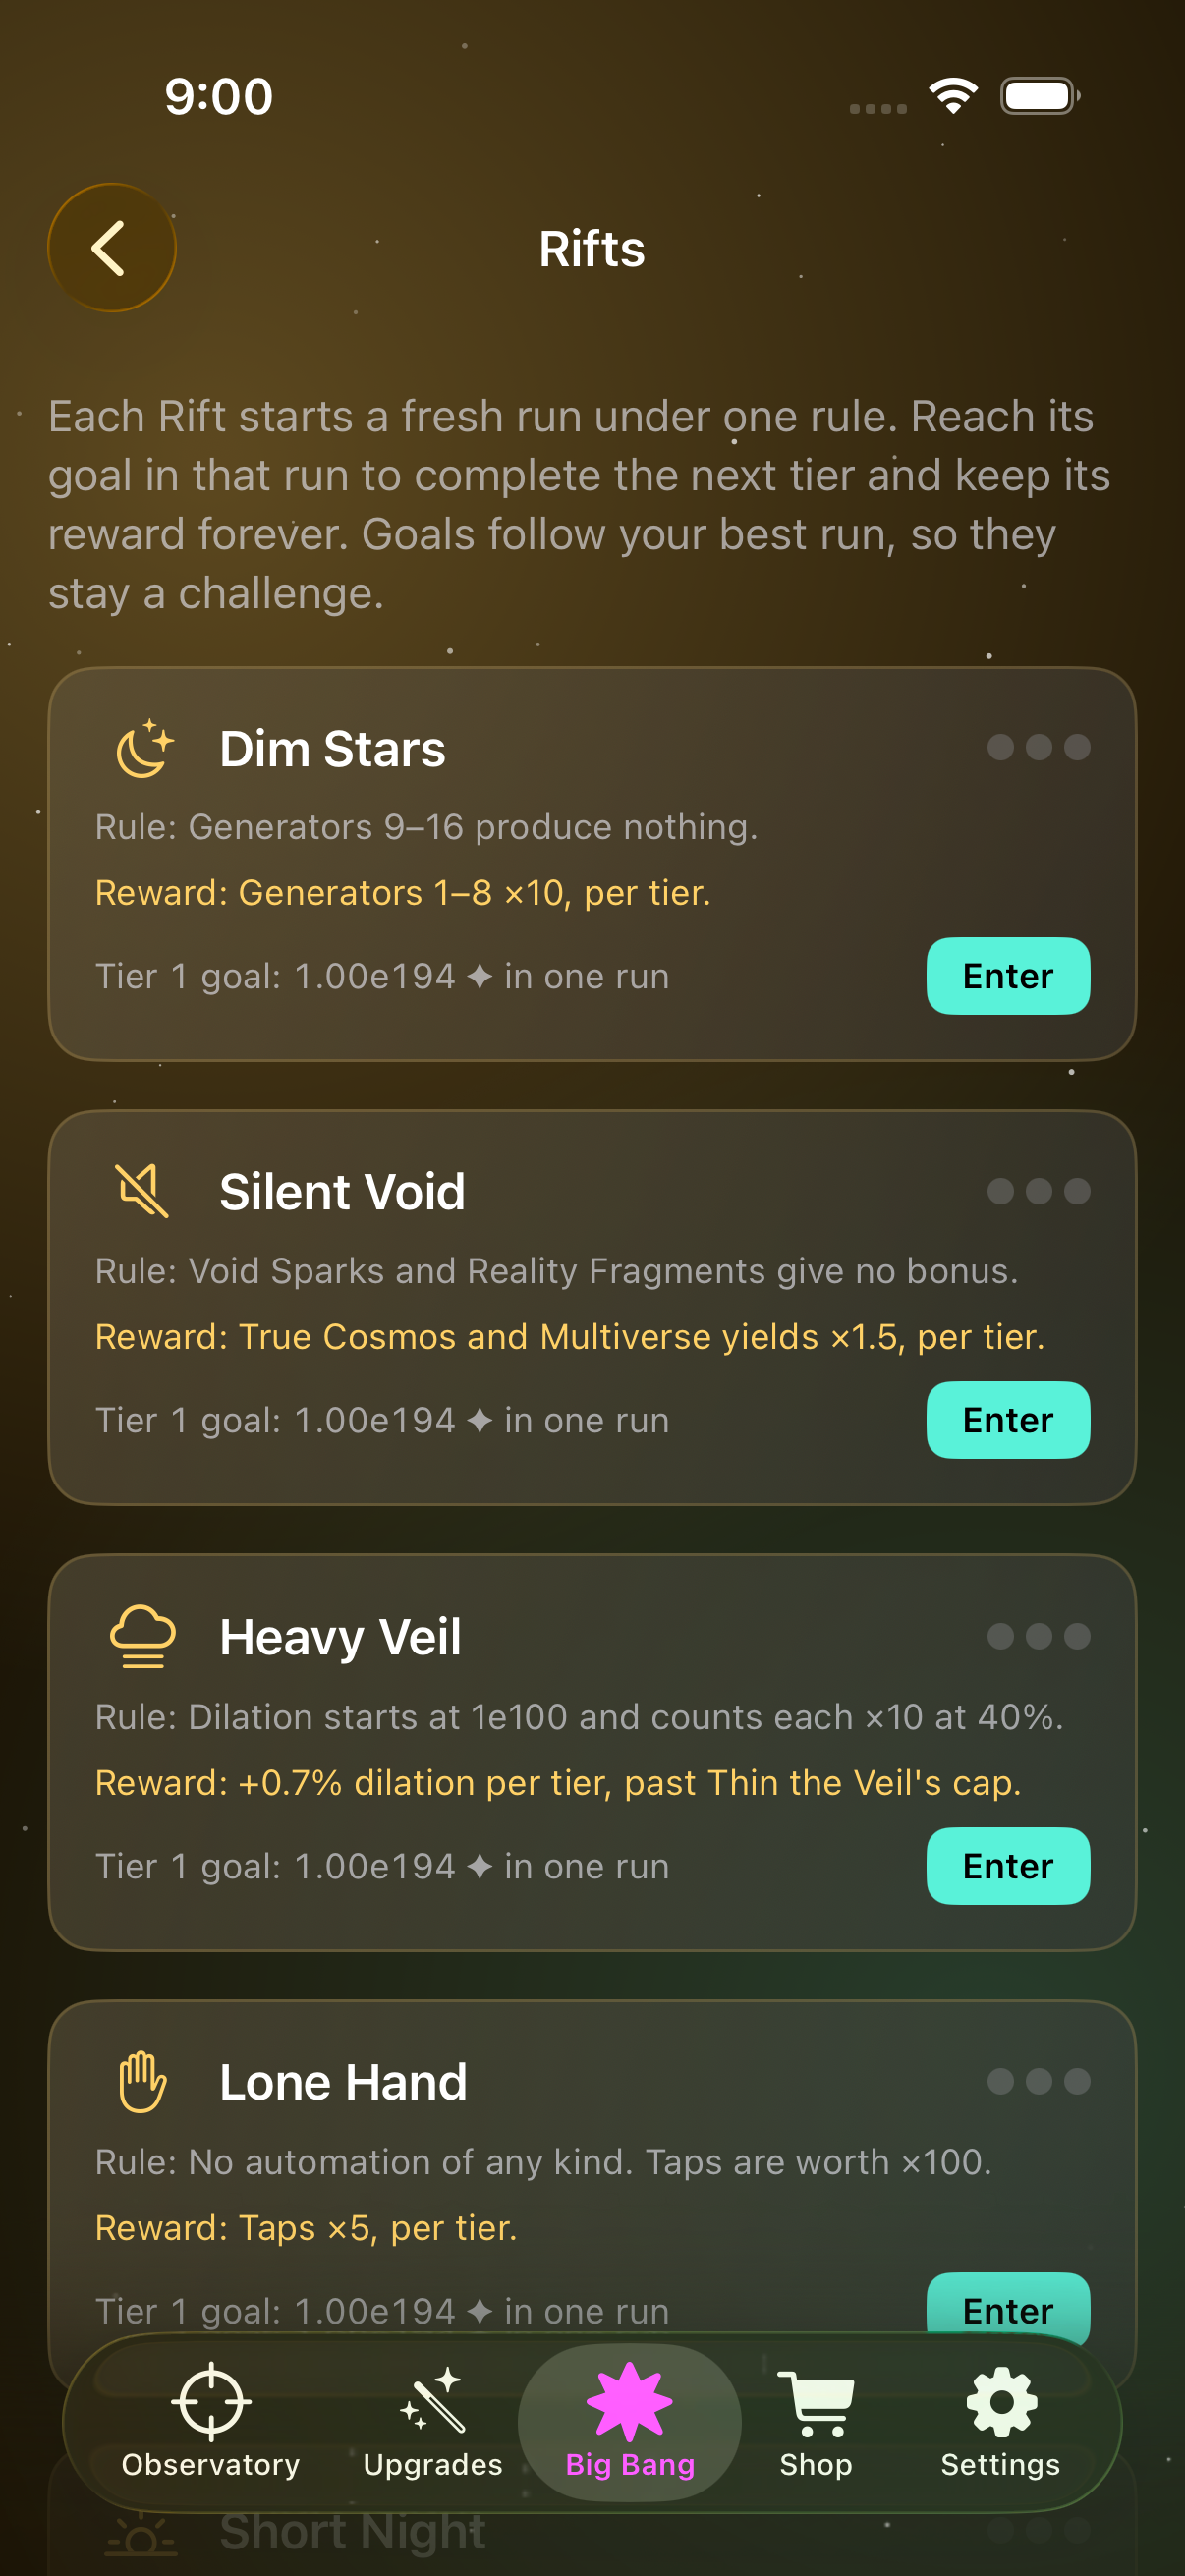 9:00
Rifts
Each Rift starts a fresh run under one rule. Reach its
goal in that run to complete the next tier and keep its
reward forever. Goals follow your best run, so they
stay a challenge.
Dim Stars
Rule: Generators 9–16 produce nothing.
Reward: Generators 1–8 ×10, per tier.
Tier 1 goal: 1.00e194 ✦ in one run
Enter
Silent Void
Rule: Void Sparks and Reality Fragments give no bonus.
Reward: True Cosmos and Multiverse yields ×1.5, per tier.
Tier 1 goal: 1.00e194 ✦ in one run
Enter
Heavy Veil
Rule: Dilation starts at 1e100 and counts each ×10 at 40%.
Reward: +0.7% dilation per tier, past Thin the Veil's cap.
Tier 1 goal: 1.00e194 ✦ in one run
Enter
Lone Hand
Rule: No automation of any kind. Taps are worth ×100.
Reward: Taps ×5, per tier.
Tier 1 goal: 1.00e194 ✦ in one run
Enter
Observatory
Upgrades
Big Bang
Shop
Settings
Short Night